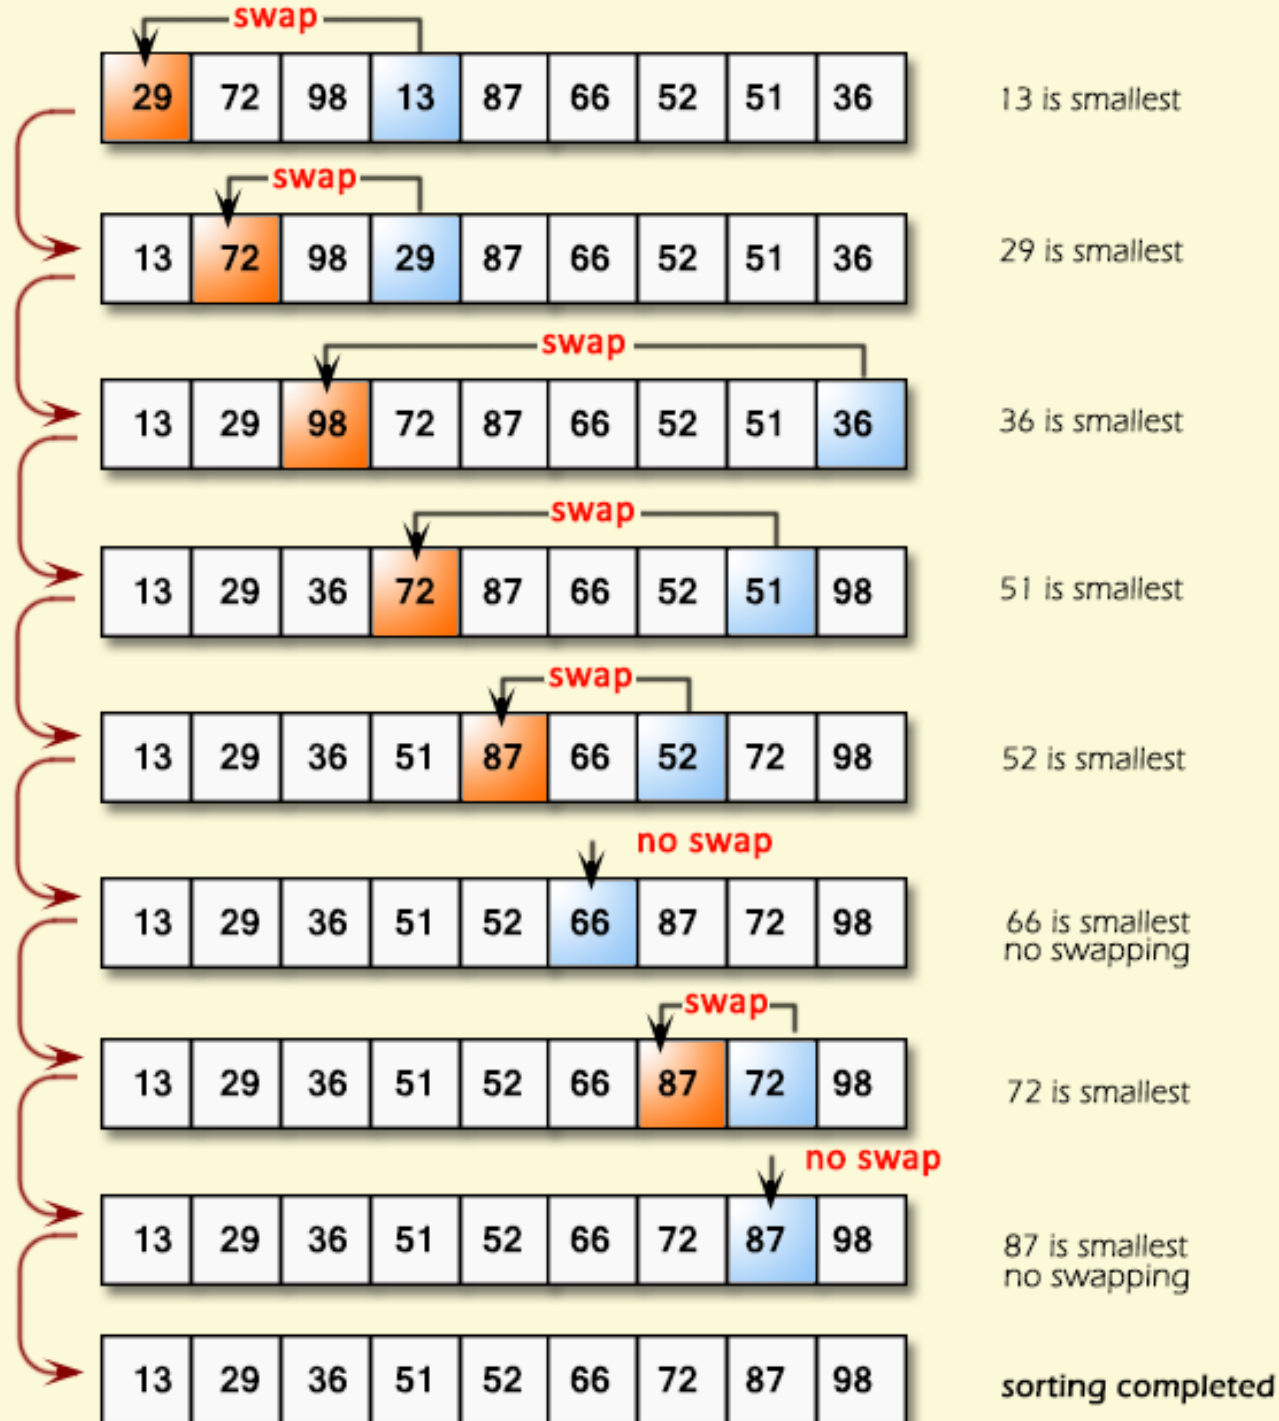 swap
29 72 98 13 87 66 52 51 36 13 is smallest
swap
13 72 98 29 87 66 52 51 36 29 is smallest
swap
13 29 98 72 87 66 52 51 36 36 is smallest
swap
13 29 36 72 87 66 52 51 98 51 is smallest
swap
13 29 36 51 87 66 52 72 98 52 is smallest
no swap
13 29 36 51 52 66 87 72 98 66 is smallest
no swapping
swap
13 29 36 51 52 66 87 72 98 72 is smallest
no swap
13 29 36 51 52 66 72 87 98 87 is smallest
no swapping
13 29 36 51 52 66 72 87 98 sorting completed